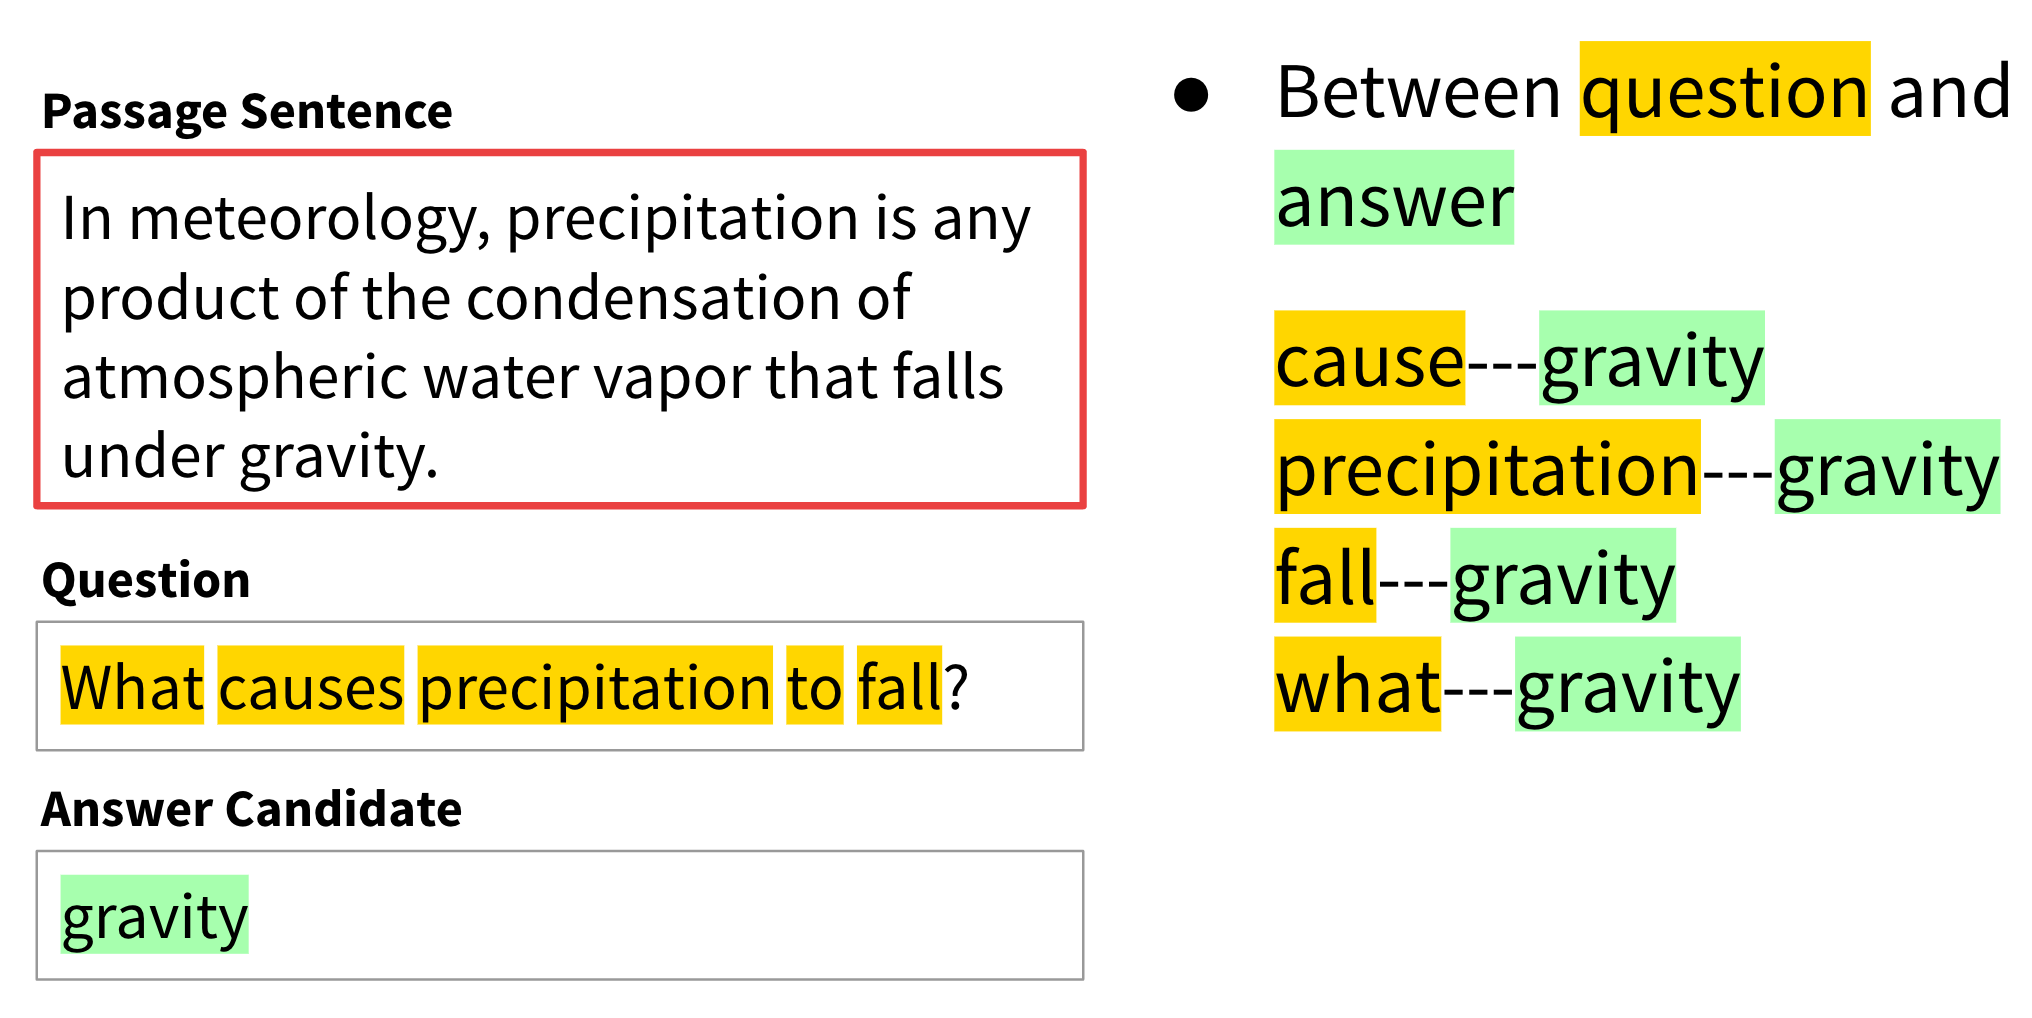 Passage Sentence
In meteorology, precipitation is any
product of the condensation of
atmospheric water vapor that falls
under gravity.
Question
What causes precipitation to fall?
Answer Candidate
gravity
● Between question and
answer
cause---gravity
precipitation---gravity
fall---gravity
what---gravity